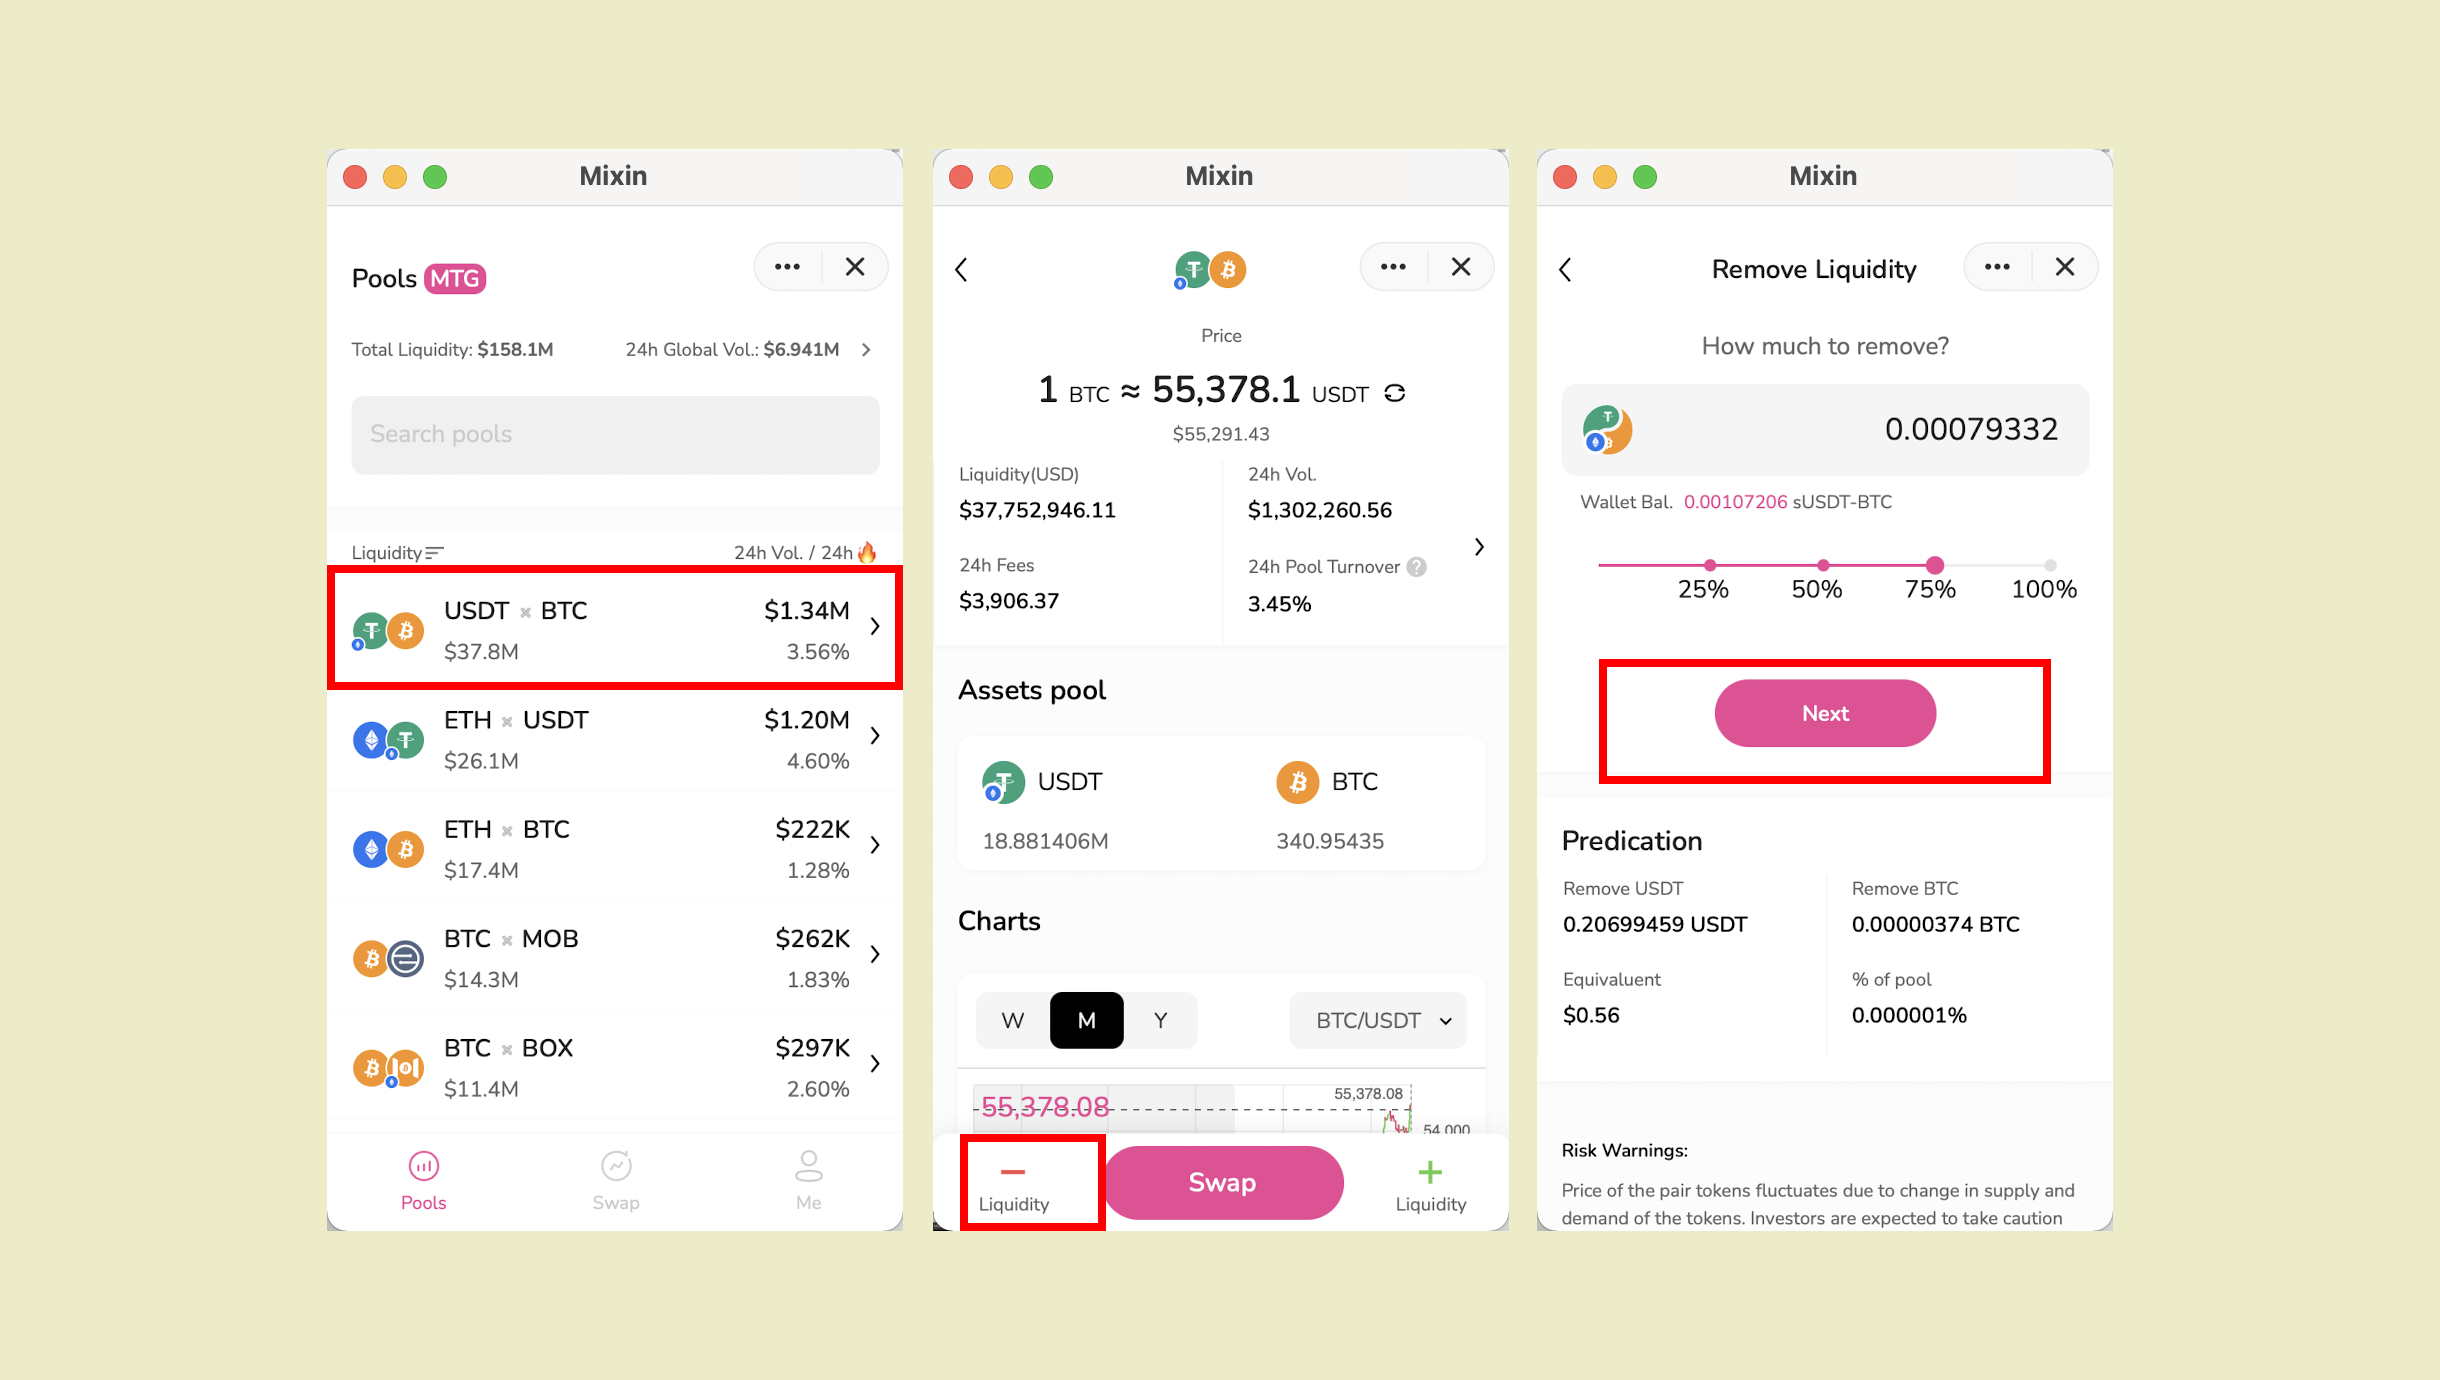 Mixin
Pools MTG
Total Liquidity: $158.1M 24h Global Vol.: $6.941M
Search pools
Liquidity 24h Vol. / 24h
USDT × BTC $1.34M
$37.8M 3.56%
ETH × USDT $1.20M
$26.1M 4.60%
ETH × BTC $222K
$17.4M 1.28%
BTC × MOB $262K
$14.3M 1.83%
BTC × BOX $297K
$11.4M 2.60%
Pools Swap Me
Mixin
Price
1 BTC ≈ 55,378.1 USDT
$55,291.43
Liquidity(USD) 24h Vol.
$37,752,946.11 $1,302,260.56
24h Fees 24h Pool Turnover ?
$3,906.37 3.45%
Assets pool
USDT BTC
18.881406M 340.95435
Charts
W M Y BTC/USDT
55,378.08 55,378.08
54,000
Swap
Liquidity Liquidity
Mixin
Remove Liquidity
How much to remove?
0.00079332
Wallet Bal. 0.00107206 sUSDT-BTC
25% 50% 75% 100%
Next
Predication
Remove USDT Remove BTC
0.20699459 USDT 0.00000374 BTC
Equivaluent % of pool
$0.56 0.000001%
Risk Warnings:
Price of the pair tokens fluctuates due to change in supply and
demand of the tokens. Investors are expected to take caution